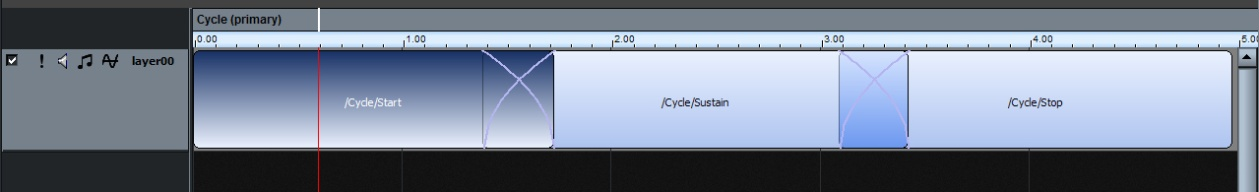 Cycle (primary)
0.00 1.00 2.00 3.00 4.00 5.00
layer00
/Cycle/Start /Cycle/Sustain /Cycle/Stop